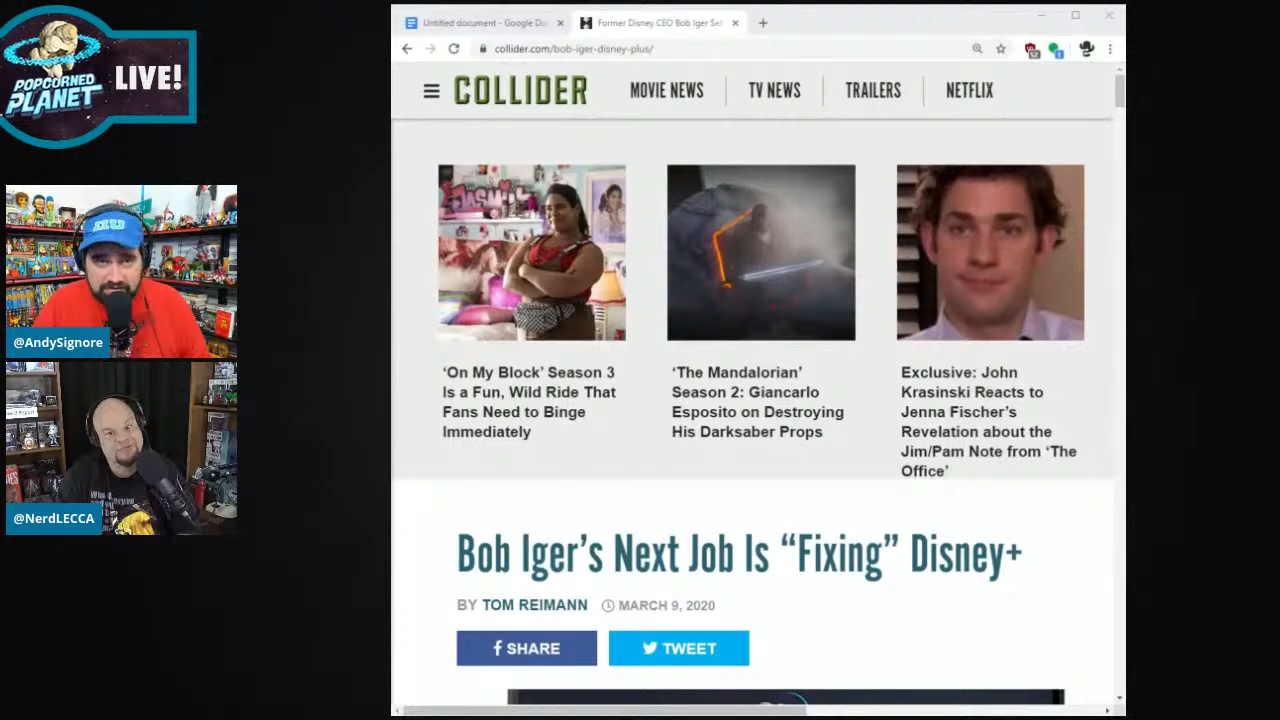 POPCORNED
PLANET
LIVE!
@AndySignore
@NerdLECCA
Untitled document - Google Do
Former Disney CEO Bob Iger Set
collider.com/bob-iger-disney-plus/
COLLIDER
MOVIE NEWS
TV NEWS
TRAILERS
NETFLIX
JASMIN
‘On My Block’ Season 3
Is a Fun, Wild Ride That
Fans Need to Binge
Immediately
‘The Mandalorian’
Season 2: Giancarlo
Esposito on Destroying
His Darksaber Props
Exclusive: John
Krasinski Reacts to
Jenna Fischer’s
Revelation about the
Jim/Pam Note from ‘The
Office’
Bob Iger’s Next Job Is “Fixing” Disney+
BY TOM REIMANN MARCH 9, 2020
SHARE
TWEET